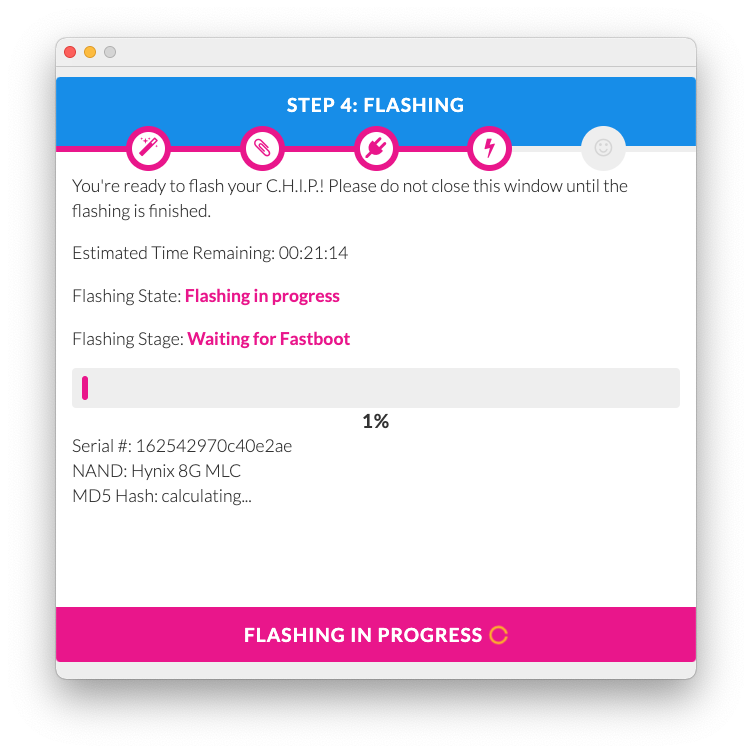 STEP 4: FLASHING
You're ready to flash your C.H.I.P.! Please do not close this window until the
flashing is finished.
Estimated Time Remaining: 00:21:14
Flashing State: Flashing in progress
Flashing Stage: Waiting for Fastboot
1%
Serial #: 162542970c40e2ae
NAND: Hynix 8G MLC
MD5 Hash: calculating...
FLASHING IN PROGRESS